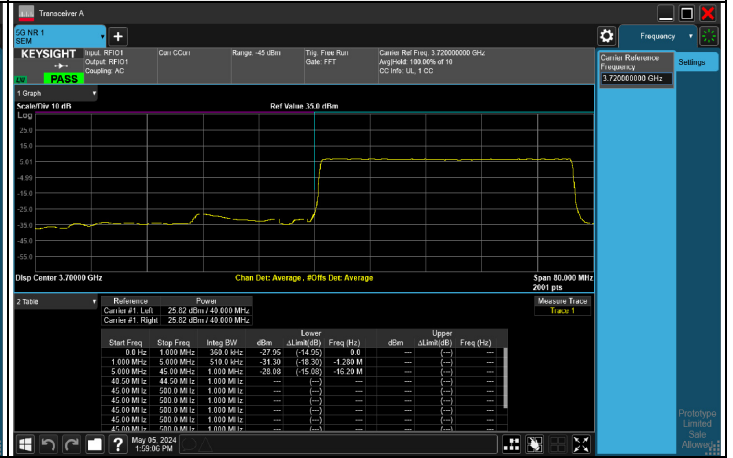 Transceiver A
5G NR 1
SEM
Frequency
KEYSIGHT
LW
PASS
Input: RFIO1
Output: RFIO1
Coupling: AC
Corr CCorr
Range: -45 dBm
Trig: Free Run
Gate: FFT
Carrier Ref Freq: 3.720000000 GHz
Avg|Hold: 100.00% of 10
CC Info: UL, 1 CC
Carrier Reference
Frequency
3.720000000 GHz
Settings
1 Graph
Scale/Div 10 dB
Ref Value 35.0 dBm
Log
25.0
15.0
5.01
-4.99
-15.0
-25.0
-35.0
-45.0
-55.0
Disp Center 3.70000 GHz
Chan Det: Average , #Offs Det: Average
Span 80.000 MHz
2001 pts
2 Table
Reference Power
Carrier #1. Left 25.82 dBm / 40.000 MHz
Carrier #1. Right 25.82 dBm / 40.000 MHz
Measure Trace
Trace 1
Lower Upper
Start Freq Stop Freq Integ BW dBm ΔLimit(dB) Freq (Hz) dBm ΔLimit(dB) Freq (Hz)
0.0 Hz 1.000 MHz 360.0 kHz -27.95 (-14.95) 0.0 --- (---) ---
1.000 MHz 5.000 MHz 510.0 kHz -31.30 (-18.30) -1.280 M --- (---) ---
5.000 MHz 45.00 MHz 1.000 MHz -28.08 (-15.08) -16.20 M --- (---) ---
40.50 MHz 44.50 MHz 1.000 MHz --- (---) --- --- (---) ---
45.00 MHz 500.0 MHz 1.000 MHz --- (---) --- --- (---) ---
45.00 MHz 500.0 MHz 1.000 MHz --- (---) --- --- (---) ---
45.00 MHz 500.0 MHz 1.000 MHz --- (---) --- --- (---) ---
45.00 MHz 500.0 MHz 1.000 MHz --- (---) --- --- (---) ---
45.00 MHz 500.0 MHz 1.000 MHz --- (---) --- --- (---) ---
Prototype
Limited
Sale
Allowed
?
May 05, 2024
1:59:06 PM